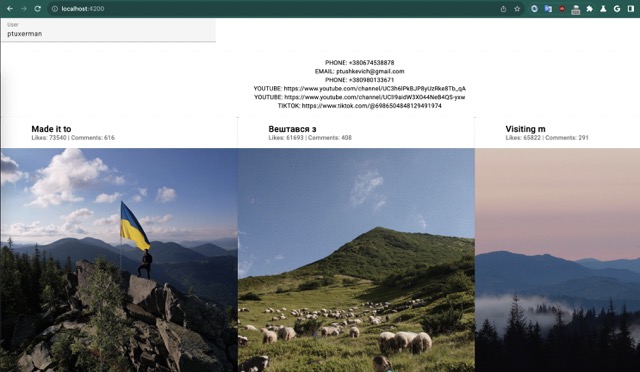 localhost:4200
User
ptuxerman
PHONE: +380674538878
EMAIL: ptushkevich@gmail.com
PHONE: +380980133671
YOUTUBE: https://www.youtube.com/channel/UC3h6lPkBJP8yUzRke8Tb_qA
YOUTUBE: https://www.youtube.com/channel/UCl9aidW3X044NeB4QS-yxw
TIKTOK: https://www.tiktok.com/@6986504848129491974
Made it to
Likes: 73540 | Comments: 616
Вештався з
Likes: 61693 | Comments: 408
Visiting m
Likes: 65822 | Comments: 291